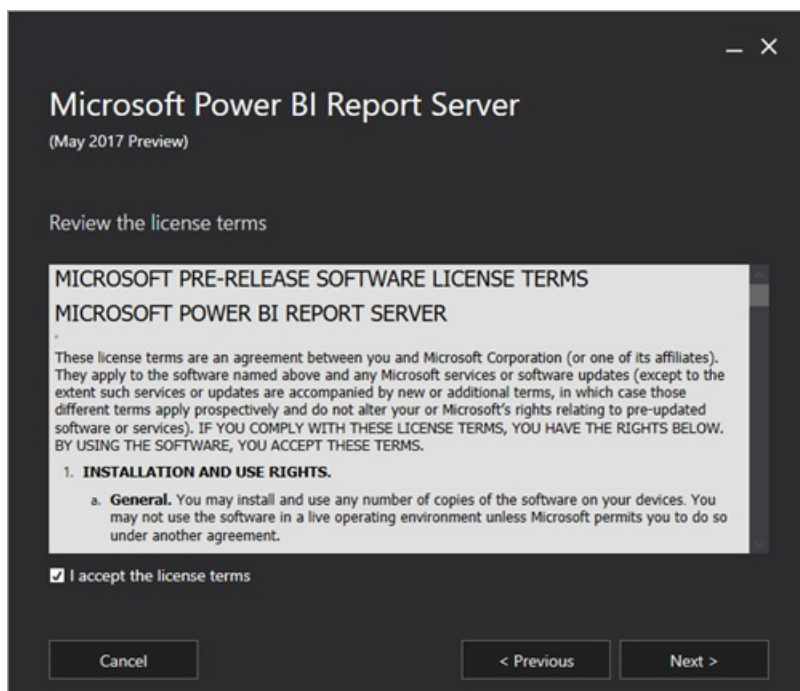 Microsoft Power BI Report Server
(May 2017 Preview)
Review the license terms
MICROSOFT PRE-RELEASE SOFTWARE LICENSE TERMS
MICROSOFT POWER BI REPORT SERVER
These license terms are an agreement between you and Microsoft Corporation (or one of its affiliates).
They apply to the software named above and any Microsoft services or software updates (except to the
extent such services or updates are accompanied by new or additional terms, in which case those
different terms apply prospectively and do not alter your or Microsoft's rights relating to pre-updated
software or services). IF YOU COMPLY WITH THESE LICENSE TERMS, YOU HAVE THE RIGHTS BELOW.
BY USING THE SOFTWARE, YOU ACCEPT THESE TERMS.
1. INSTALLATION AND USE RIGHTS.
a. General. You may install and use any number of copies of the software on your devices. You
may not use the software in a live operating environment unless Microsoft permits you to do so
under another agreement.
I accept the license terms
Cancel
< Previous
Next >